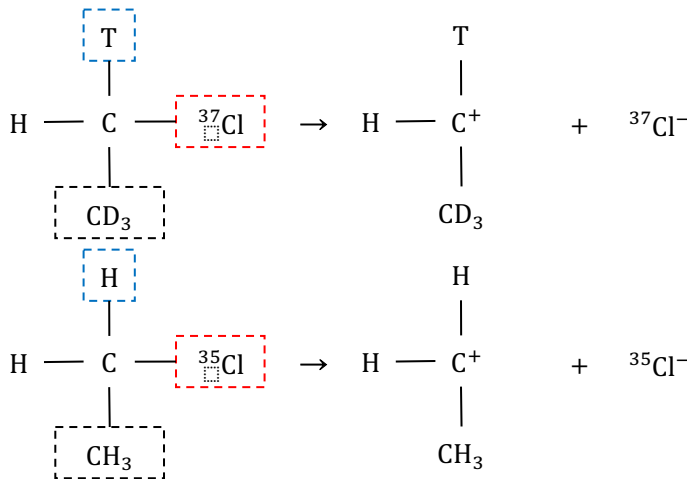 T T
H C ³⁷Cl → H C⁺ + ³⁷Cl⁻
CD₃ CD₃
H H
H C ³⁵Cl → H C⁺ + ³⁵Cl⁻
CH₃ CH₃